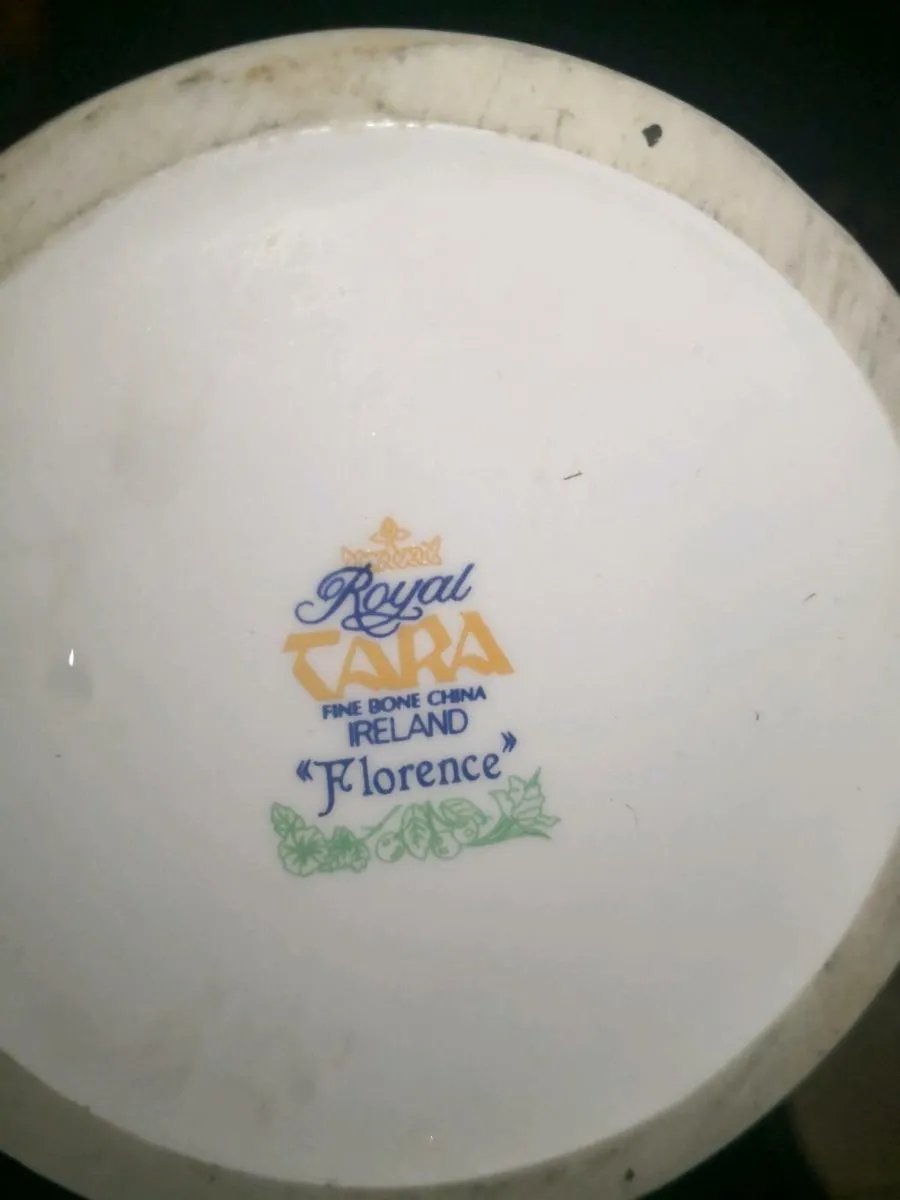 Royal
TARA
FINE BONE CHINA
IRELAND
“Florence”